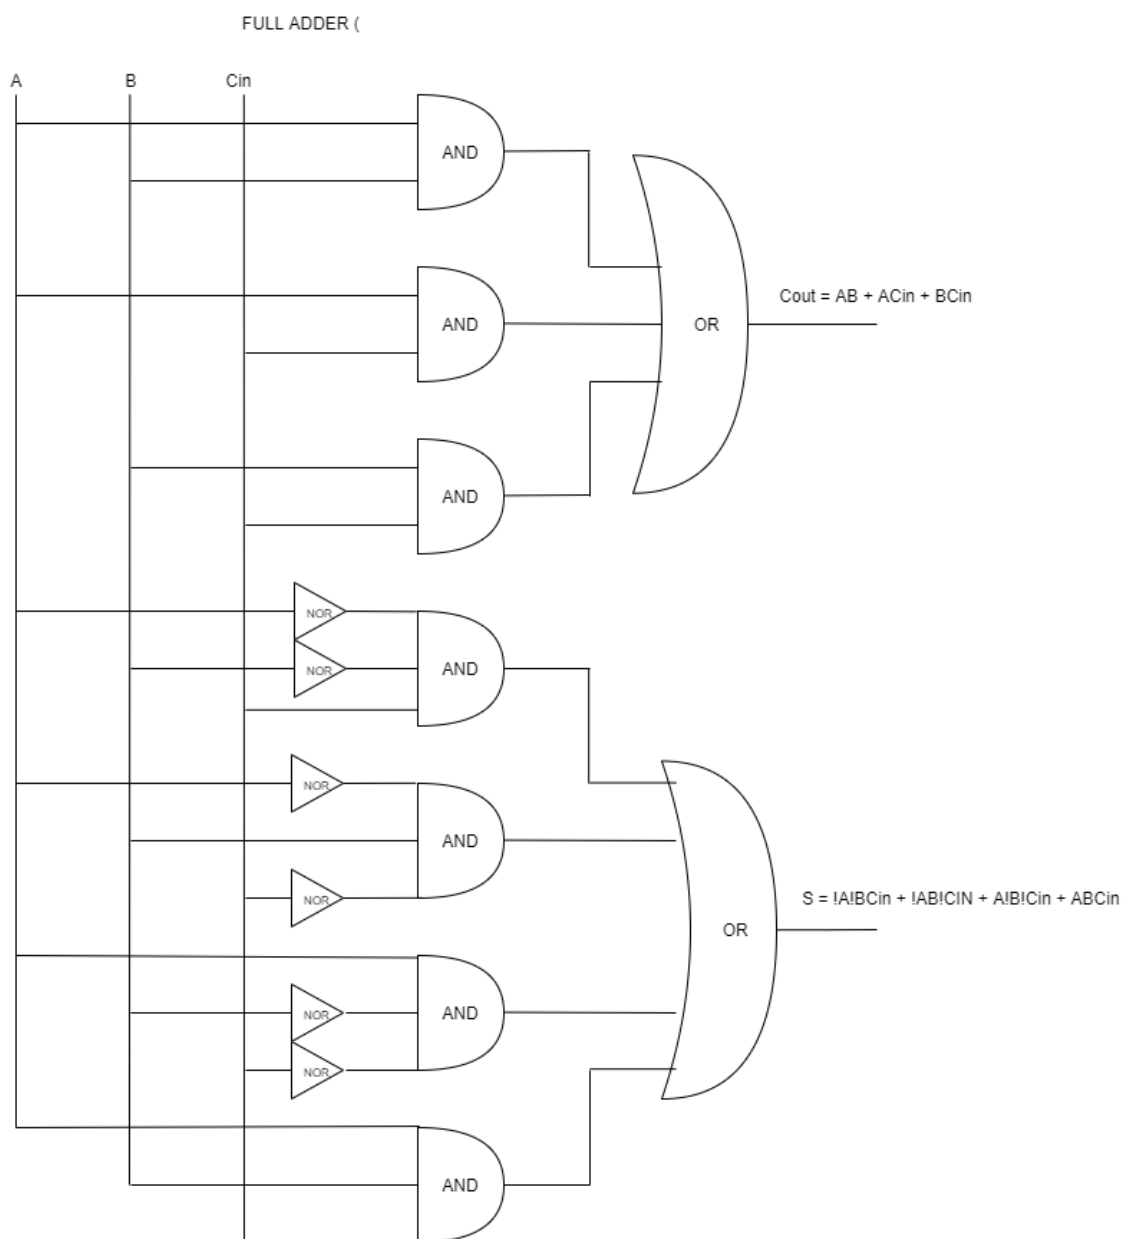 FULL ADDER (
A B Cin
AND
AND
OR
Cout = AB + ACin + BCin
AND
NOR
NOR
AND
NOR
AND
NOR
OR
S = !A!BCin + !AB!CIN + A!B!Cin + ABCin
NOR
AND
NOR
AND